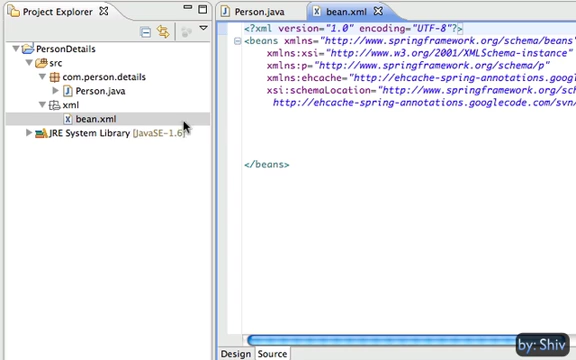 Project Explorer
PersonDetails
src
com.person.details
Person.java
xml
bean.xml
JRE System Library [JavaSE-1.6]
Person.java
bean.xml
<?xml version="1.0" encoding="UTF-8"?>
<beans xmlns="http://www.springframework.org/schema/beans"
xmlns:xsi="http://www.w3.org/2001/XMLSchema-instance"
xmlns:p="http://www.springframework.org/schema/p"
xmlns:ehcache="http://ehcache-spring-annotations.goog
xsi:schemaLocation="http://www.springframework.org/schema
http://ehcache-spring-annotations.googlecode.com/svn/
</beans>
Design
Source
by: Shiv